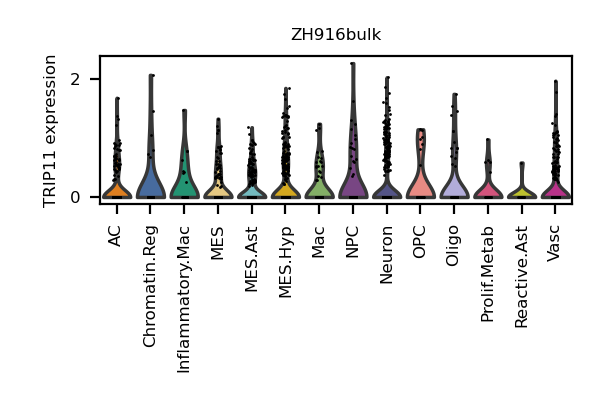 ZH916bulk
TRIP11 expression
2
0
AC
Chromatin.Reg
Inflammatory.Mac
MES
MES.Ast
MES.Hyp
Mac
NPC
Neuron
OPC
Oligo
Prolif.Metab
Reactive.Ast
Vasc